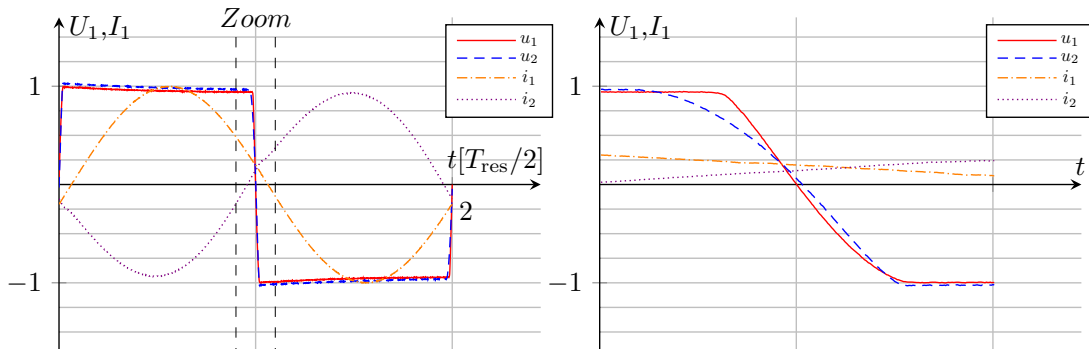 Zoom
U₁,I₁
u₁
u₂
i₁
i₂
1
t[T_res/2]
2
−1
U₁,I₁
u₁
u₂
i₁
i₂
1
t
−1